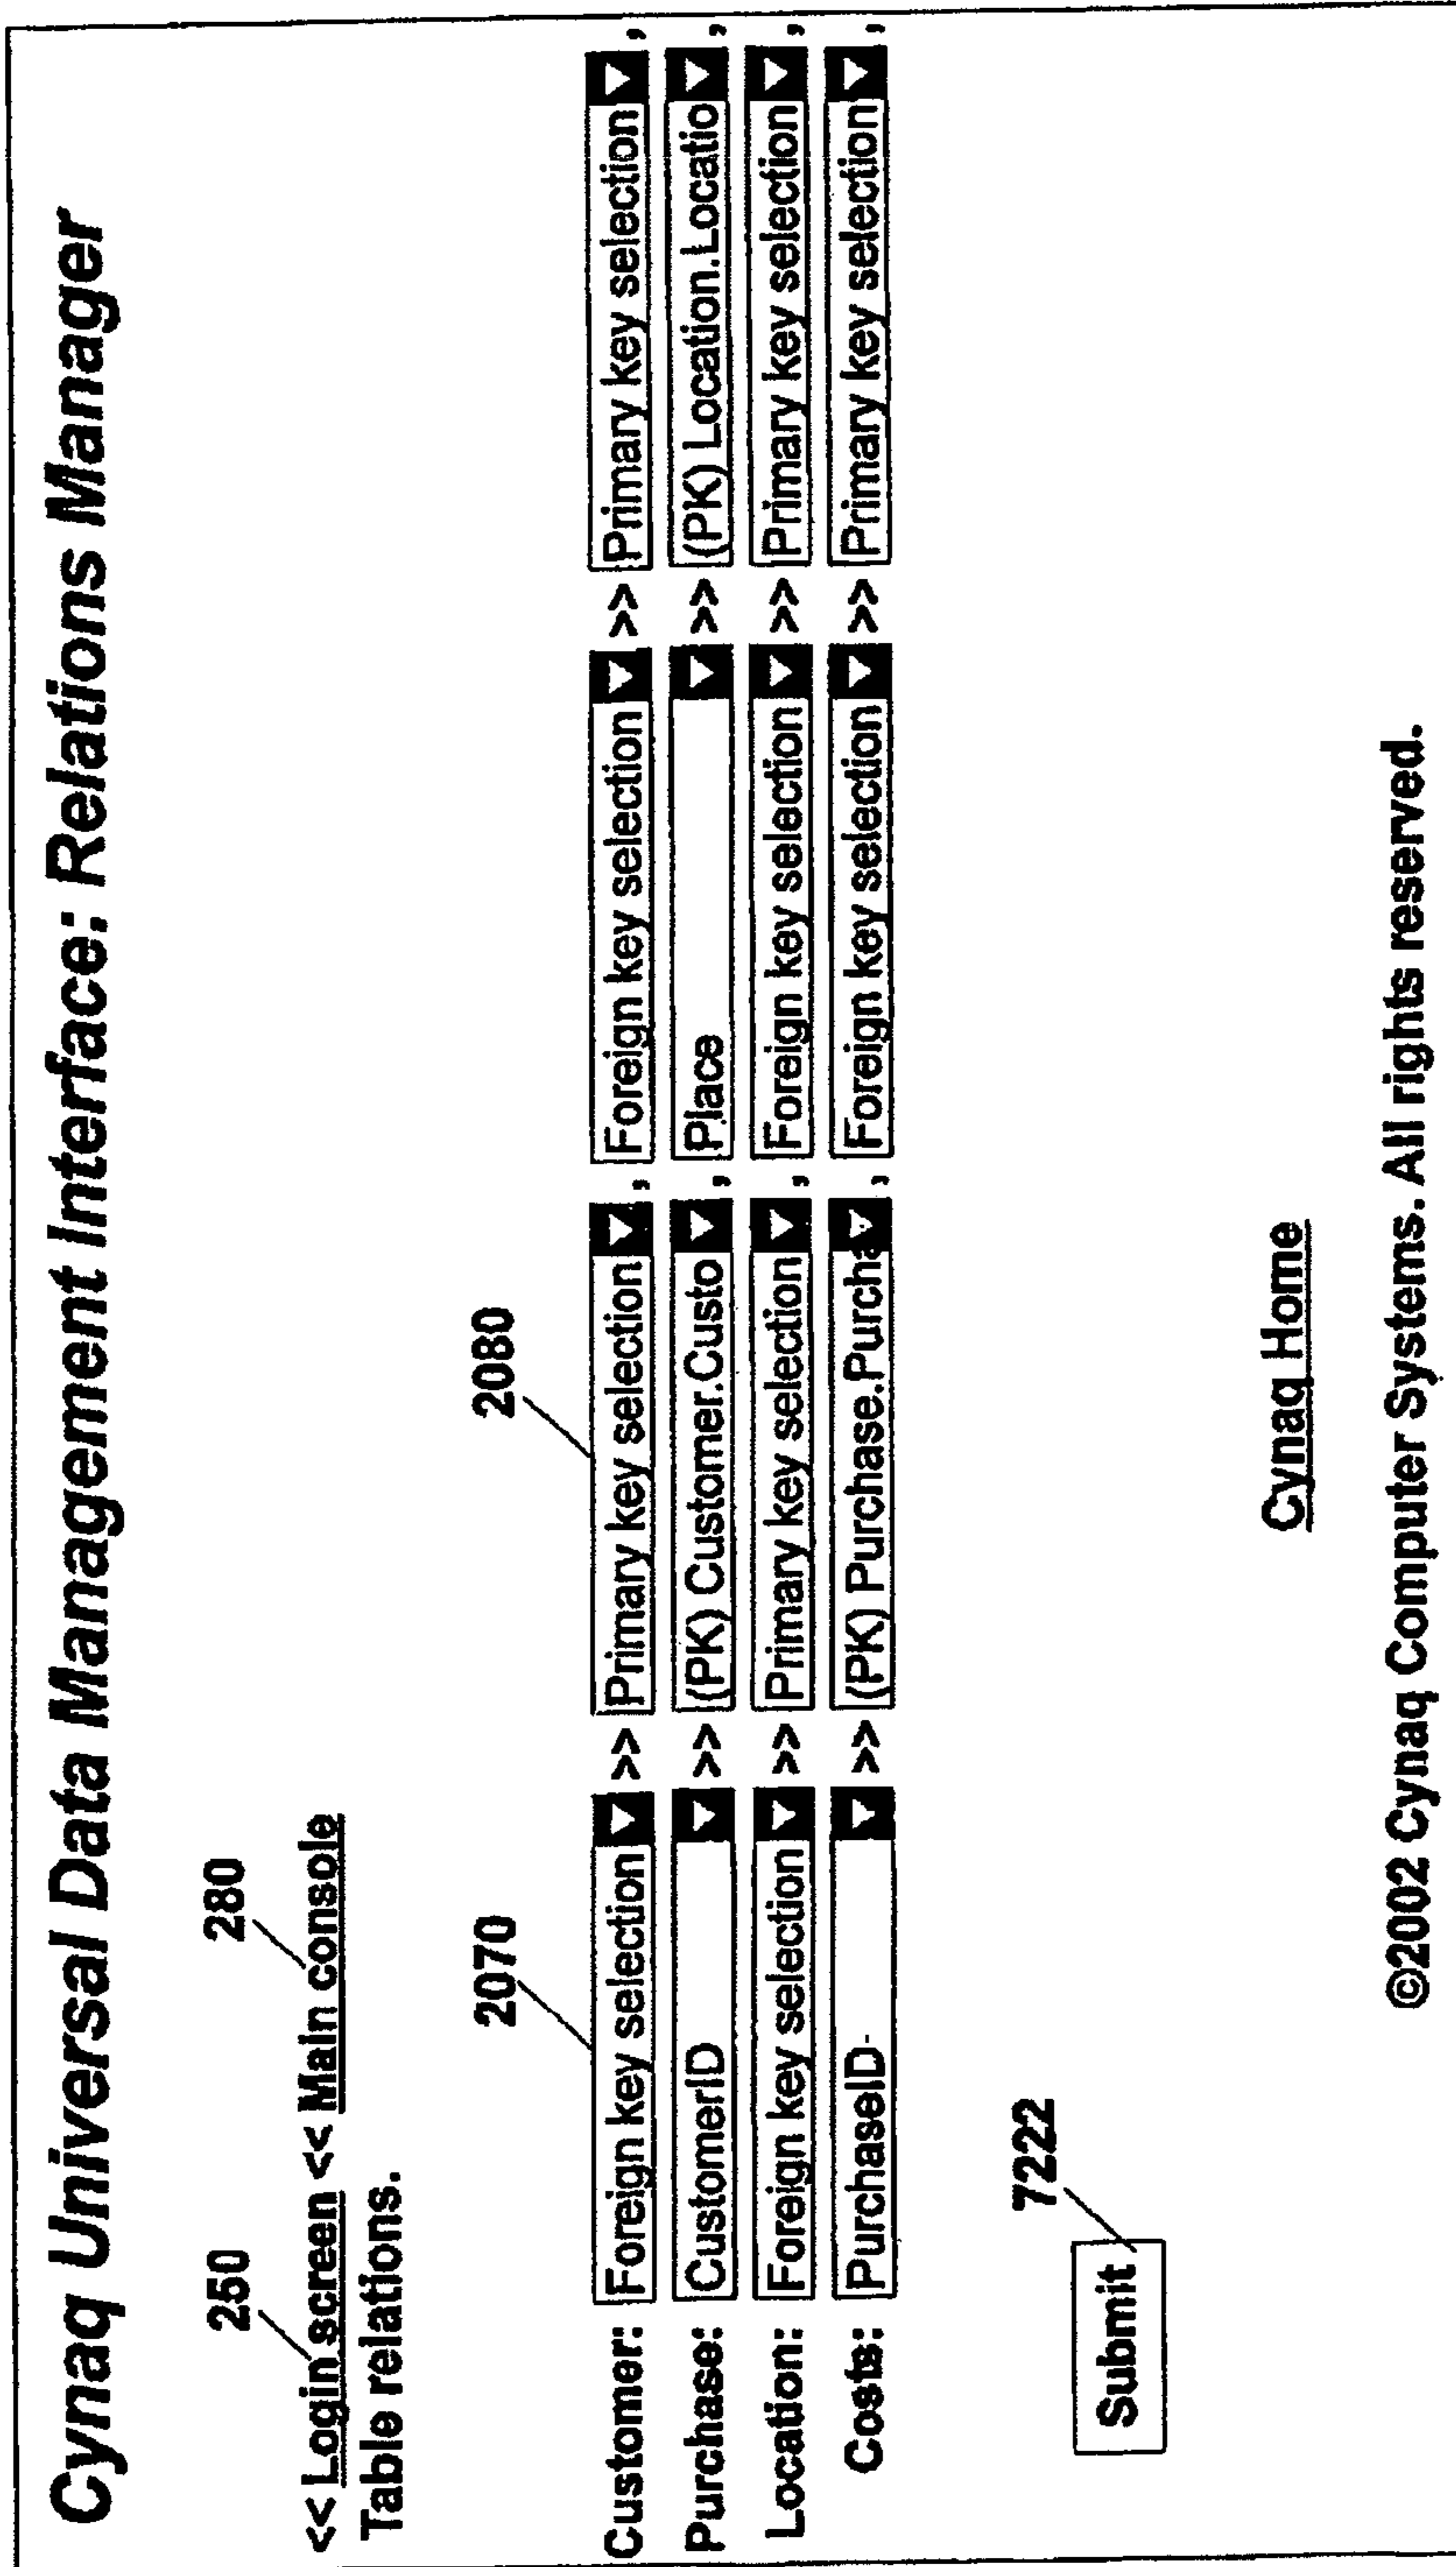 Cynaq Universal Data Management Interface: Relations Manager
250 280
<< Login screen << Main console
Table relations.
2070 2080
Customer: Foreign key selection >> Primary key selection , Foreign key selection >> Primary key selection ,
Purchase: CustomerID >> (PK) Customer.Custo , Place >> (PK) Location.Locatio ,
Location: Foreign key selection >> Primary key selection , Foreign key selection >> Primary key selection ,
Costs: PurchaseID >> (PK) Purchase.Purcha , Foreign key selection >> Primary key selection ,
7222
Submit
Cynaq Home
©2002 Cynaq Computer Systems. All rights reserved.